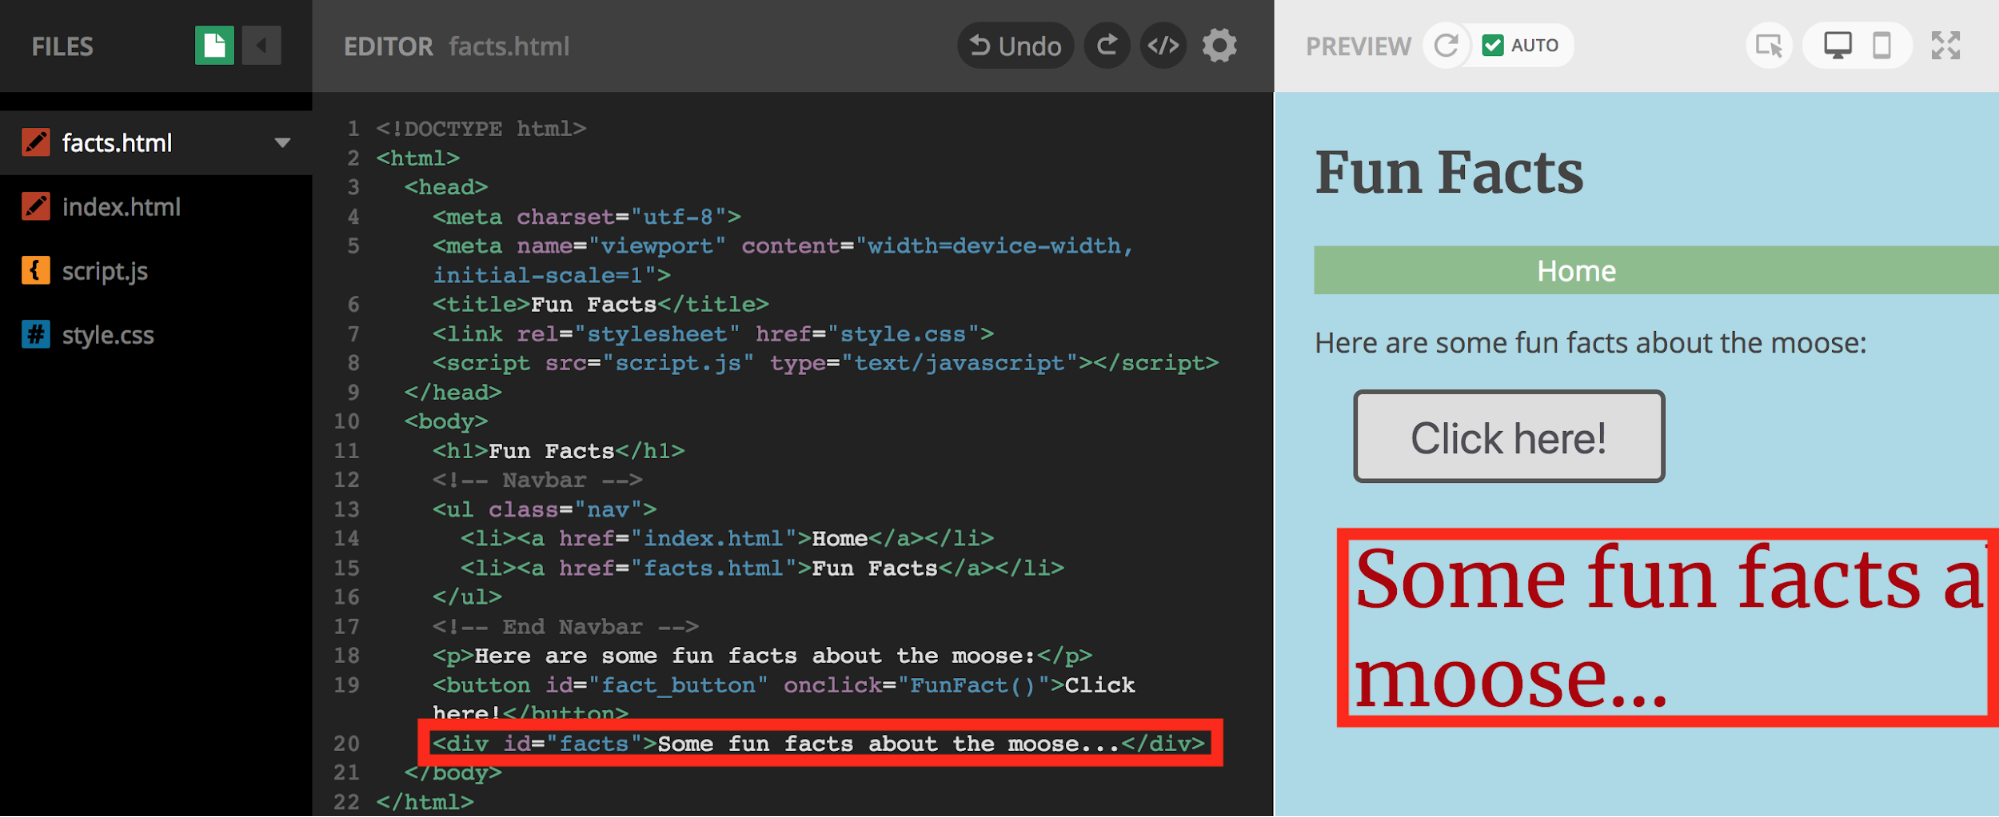 FILES
facts.html
index.html
script.js
style.css
EDITOR facts.html
Undo
</>
1 <!DOCTYPE html>
2 <html>
3 <head>
4 <meta charset="utf-8">
5 <meta name="viewport" content="width=device-width,
initial-scale=1">
6 <title>Fun Facts</title>
7 <link rel="stylesheet" href="style.css">
8 <script src="script.js" type="text/javascript"></script>
9 </head>
10 <body>
11 <h1>Fun Facts</h1>
12 <!-- Navbar -->
13 <ul class="nav">
14 <li><a href="index.html">Home</a></li>
15 <li><a href="facts.html">Fun Facts</a></li>
16 </ul>
17 <!-- End Navbar -->
18 <p>Here are some fun facts about the moose:</p>
19 <button id="fact_button" onclick="FunFact()">Click
here!</button>
20 <div id="facts">Some fun facts about the moose...</div>
21 </body>
22 </html>
PREVIEW AUTO
Fun Facts
Home
Here are some fun facts about the moose:
Click here!
Some fun facts a
moose...